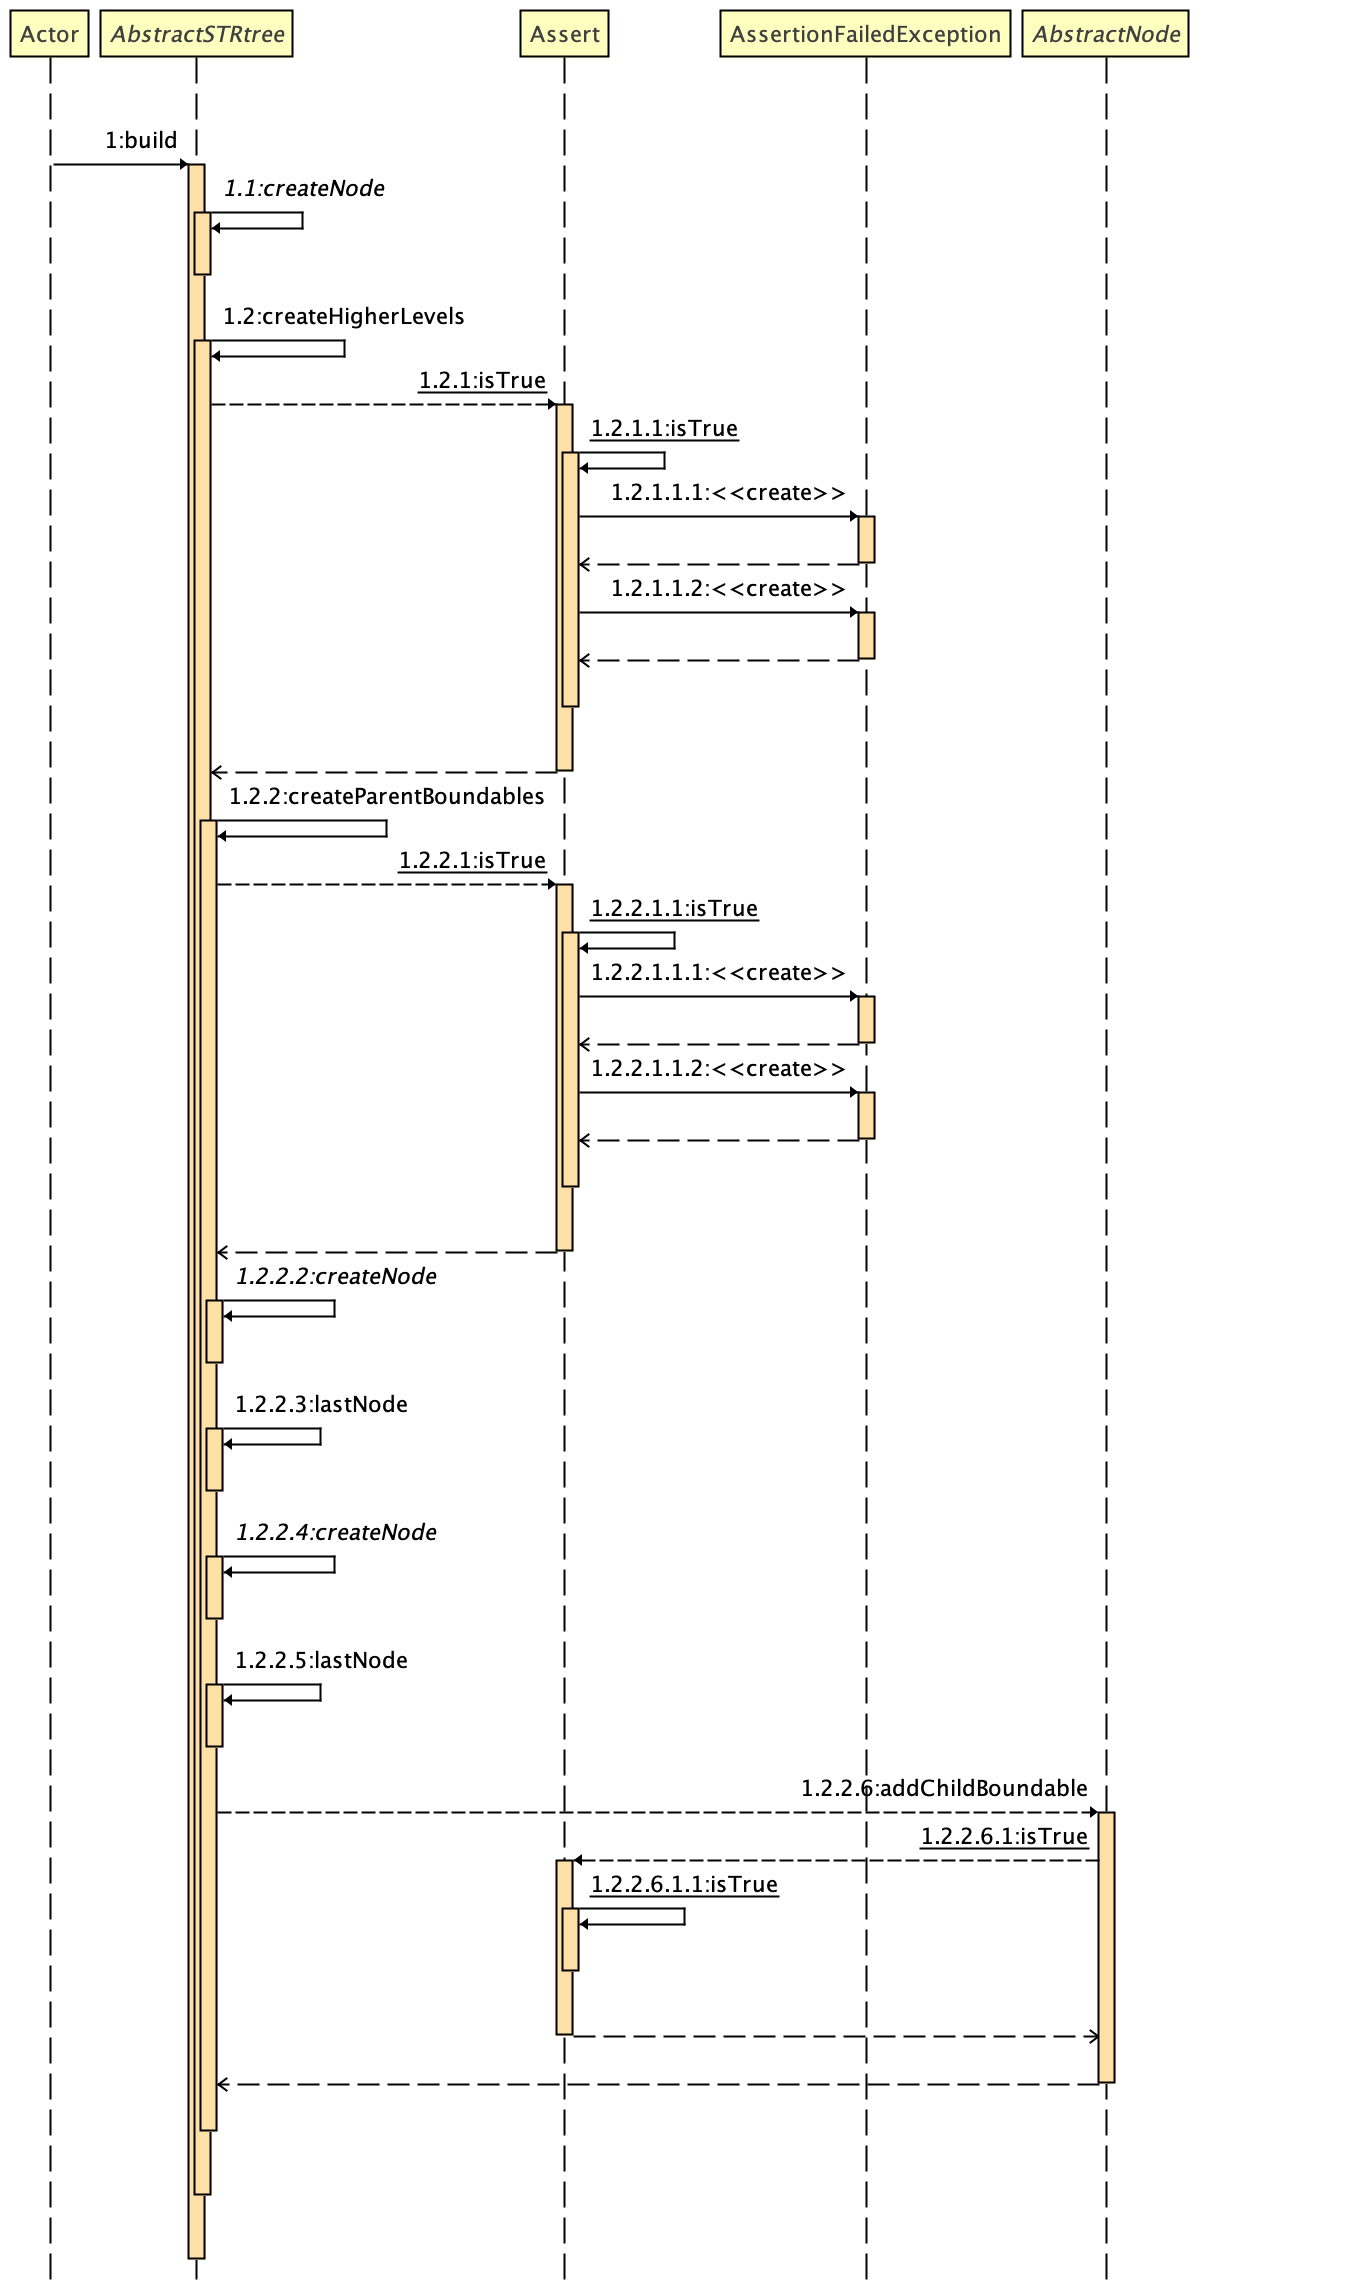 Actor
AbstractSTRtree
Assert
AssertionFailedException
AbstractNode
1:build
1.1:createNode
1.2:createHigherLevels
1.2.1:isTrue
1.2.1.1:isTrue
1.2.1.1.1:<<create>>
1.2.1.1.2:<<create>>
1.2.2:createParentBoundables
1.2.2.1:isTrue
1.2.2.1.1:isTrue
1.2.2.1.1.1:<<create>>
1.2.2.1.1.2:<<create>>
1.2.2.2:createNode
1.2.2.3:lastNode
1.2.2.4:createNode
1.2.2.5:lastNode
1.2.2.6:addChildBoundable
1.2.2.6.1:isTrue
1.2.2.6.1.1:isTrue